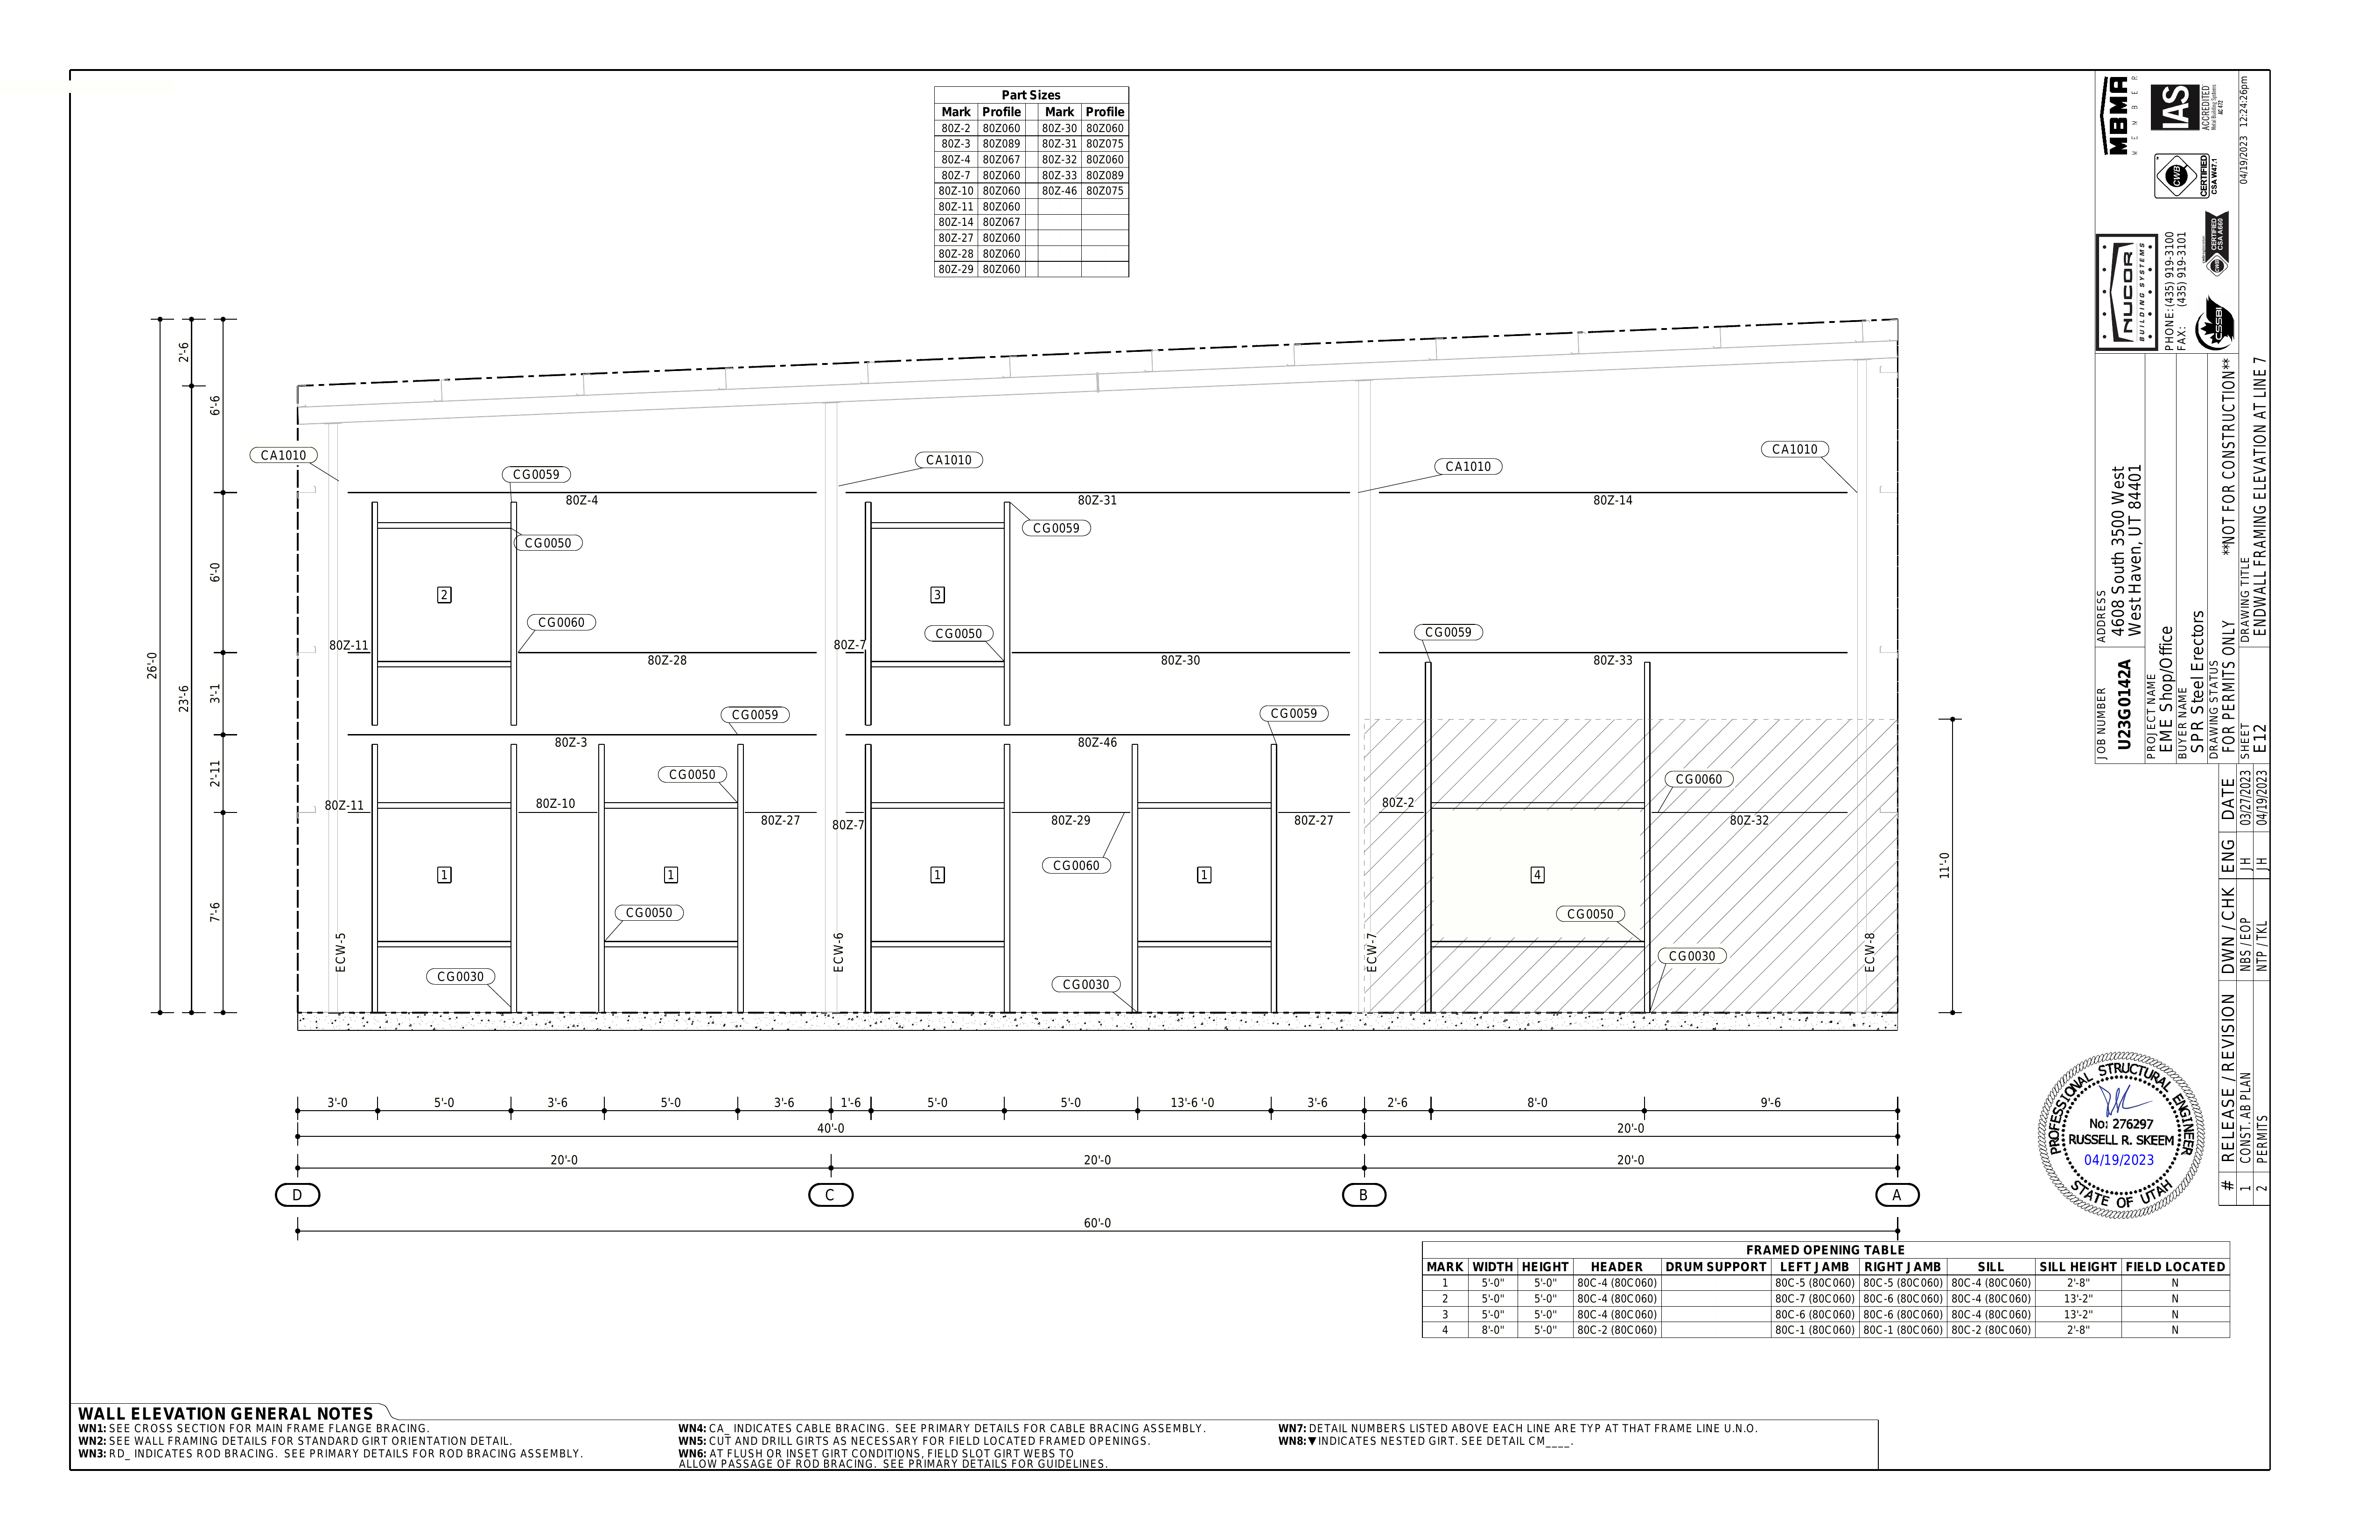 Part Sizes
Mark Profile Mark Profile
80Z-2 80Z060 80Z-30 80Z060
80Z-3 80Z089 80Z-31 80Z075
80Z-4 80Z067 80Z-32 80Z060
80Z-7 80Z060 80Z-33 80Z089
80Z-10 80Z060 80Z-46 80Z075
80Z-11 80Z060
80Z-14 80Z067
80Z-27 80Z060
80Z-28 80Z060
80Z-29 80Z060
26'-0
2'-6
23'-6
6'-6
6'-0
3'-1
2'-11
7'-6
CA1010
CG0059
CA1010
CA1010
CA1010
80Z-4
80Z-31
80Z-14
CG0050
CG0059
2
3
CG0060
CG0050
CG0059
80Z-11
80Z-28
80Z-7
80Z-30
80Z-33
CG0059
CG0059
80Z-3
80Z-46
CG0050
CG0060
80Z-11
80Z-10
80Z-27
80Z-7
80Z-29
80Z-27
80Z-2
80Z-32
CG0060
1
1
1
1
4
CG0050
CG0050
ECW-5
ECW-6
ECW-7
ECW-8
CG0030
CG0030
CG0030
11'-0
3'-0 5'-0 3'-6 5'-0 3'-6 1'-6 5'-0 5'-0 13'-6 '-0 3'-6 2'-6 8'-0 9'-6
40'-0 20'-0
20'-0 20'-0 20'-0
D C B A
60'-0
FRAMED OPENING TABLE
MARK WIDTH HEIGHT HEADER DRUM SUPPORT LEFT JAMB RIGHT JAMB SILL SILL HEIGHT FIELD LOCATED
1 5'-0" 5'-0" 80C-4 (80C060) 80C-5 (80C060) 80C-5 (80C060) 80C-4 (80C060) 2'-8" N
2 5'-0" 5'-0" 80C-4 (80C060) 80C-7 (80C060) 80C-6 (80C060) 80C-4 (80C060) 13'-2" N
3 5'-0" 5'-0" 80C-4 (80C060) 80C-6 (80C060) 80C-6 (80C060) 80C-4 (80C060) 13'-2" N
4 8'-0" 5'-0" 80C-2 (80C060) 80C-1 (80C060) 80C-1 (80C060) 80C-2 (80C060) 2'-8" N
WALL ELEVATION GENERAL NOTES
WN1: SEE CROSS SECTION FOR MAIN FRAME FLANGE BRACING.
WN2: SEE WALL FRAMING DETAILS FOR STANDARD GIRT ORIENTATION DETAIL.
WN3: RD_ INDICATES ROD BRACING. SEE PRIMARY DETAILS FOR ROD BRACING ASSEMBLY.
WN4: CA_ INDICATES CABLE BRACING. SEE PRIMARY DETAILS FOR CABLE BRACING ASSEMBLY.
WN5: CUT AND DRILL GIRTS AS NECESSARY FOR FIELD LOCATED FRAMED OPENINGS.
WN6: AT FLUSH OR INSET GIRT CONDITIONS, FIELD SLOT GIRT WEBS TO
ALLOW PASSAGE OF ROD BRACING. SEE PRIMARY DETAILS FOR GUIDELINES.
WN7: DETAIL NUMBERS LISTED ABOVE EACH LINE ARE TYP AT THAT FRAME LINE U.N.O.
WN8:▼INDICATES NESTED GIRT. SEE DETAIL CM____.
PROFESSIONAL STRUCTURAL ENGINEER
No: 276297
RUSSELL R. SKEEM
04/19/2023
STATE OF UTAH
# RELEASE / REVISION DWN / CHK ENG DATE
1 CONST. AB PLAN NBS / EOP JH 03/27/2023
2 PERMITS NTP / TKL JH 04/19/2023
JOB NUMBER
U23G0142A
ADDRESS
4608 South 3500 West
West Haven, UT 84401
PROJECT NAME
EME Shop/Office
BUYER NAME
SPR Steel Erectors
DRAWING STATUS
FOR PERMITS ONLY **NOT FOR CONSTRUCTION**
SHEET
E12
DRAWING TITLE
ENDWALL FRAMING ELEVATION AT LINE 7
NUCOR
BUILDING SYSTEMS
PHONE: (435) 919-3100
FAX: (435) 919-3101
CSSBI
CWB
CERTIFIED
CSA A660
CWB
CERTIFIED
CSA W47.1
MBMA
MEMBER
IAS
ACCREDITED
Metal Building Systems
AC 472
04/19/2023 12:24:26pm